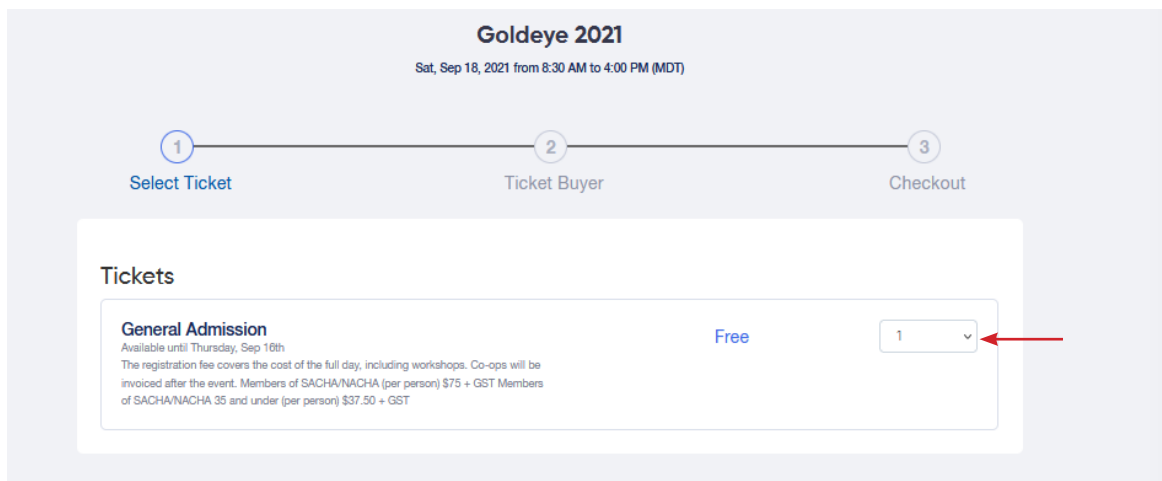 Goldeye 2021
Sat, Sep 18, 2021 from 8:30 AM to 4:00 PM (MDT)
1
2
3
Select Ticket
Ticket Buyer
Checkout
Tickets
General Admission
Available until Thursday, Sep 16th
The registration fee covers the cost of the full day, including workshops. Co-ops will be
invoiced after the event. Members of SACHA/NACHA (per person) $75 + GST Members
of SACHA/NACHA 35 and under (per person) $37.50 + GST
Free
1